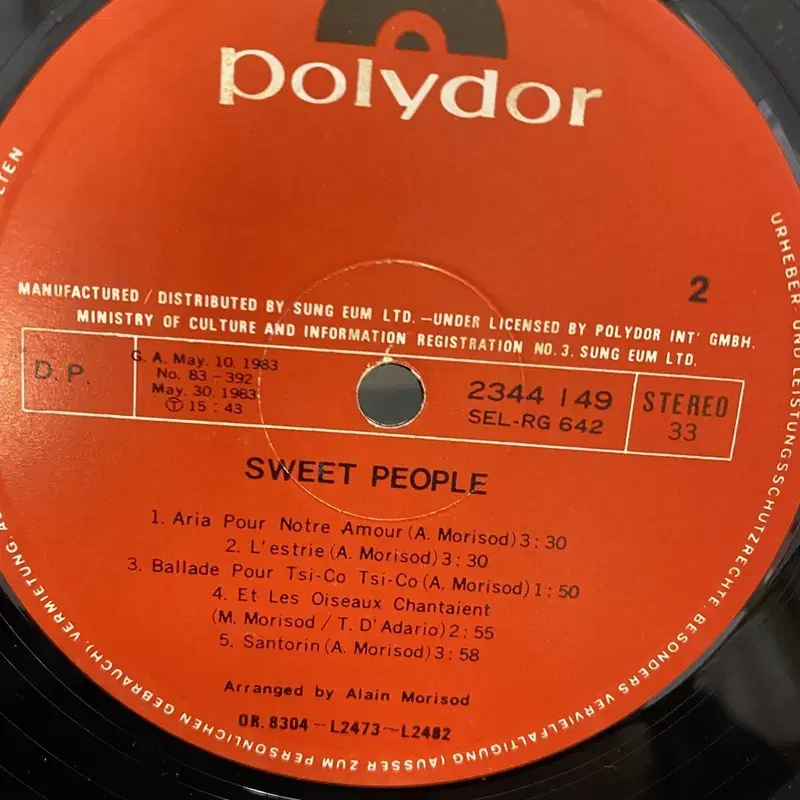 polydor
2
MANUFACTURED / DISTRIBUTED BY SUNG EUM LTD. —UNDER LICENSED BY POLYDOR INT' GMBH.
MINISTRY OF CULTURE AND INFORMATION REGISTRATION NO. 3. SUNG EUM LTD.
D.P.
G. A. May. 10. 1983
No. 83-392
May. 30. 1983
Ⓣ 15 : 43
2344 149
SEL-RG 642
STEREO
33
SWEET PEOPLE
1. Aria Pour Notre Amour (A. Morisod) 3 : 30
2. L'estrie (A. Morisod) 3 : 30
3. Ballade Pour Tsi-Co Tsi-Co (A. Morisod) 1 : 50
4. Et Les Oiseaux Chantaient
(M. Morisod / T. D'Adario) 2 : 55
5. Santorin (A. Morisod) 3 : 58
Arranged by Alain Morisod
OR. 8304-L2473~L2482
URHEBER- UND LEISTUNGSSCHUTZRECHTE, BESONDERS VERVIELFÄLTIGUNG (AUSSER ZUM PERSÖNLICHEN GEBRAUCH), VERMIETUNG,